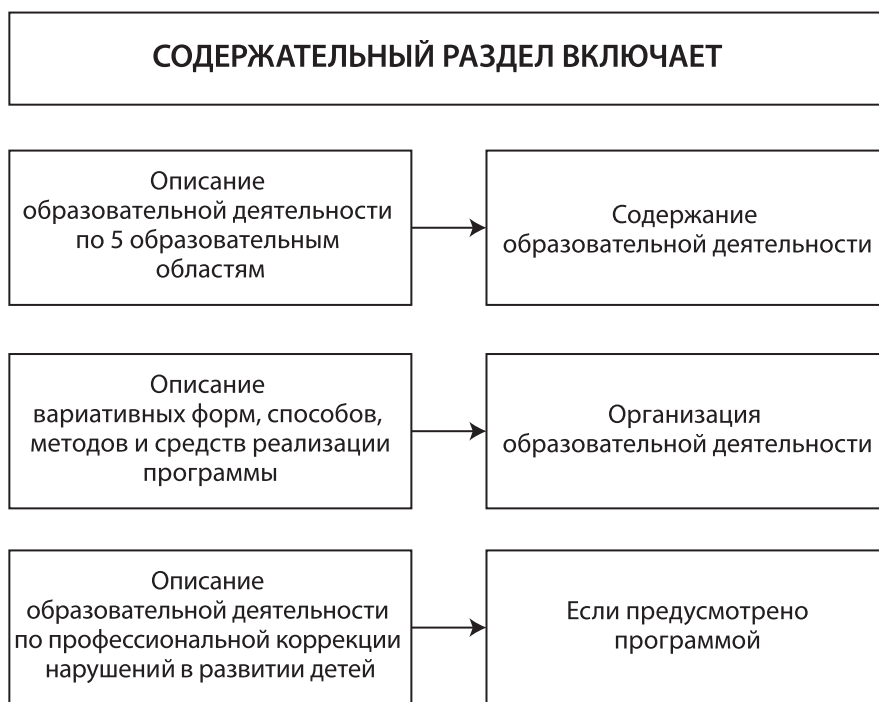 СОДЕРЖАТЕЛЬНЫЙ РАЗДЕЛ ВКЛЮЧАЕТ
Описание
образовательной деятельности
по 5 образовательным
областям
Содержание
образовательной деятельности
Описание
вариативных форм, способов,
методов и средств реализации
программы
Организация
образовательной деятельности
Описание
образовательной деятельности
по профессиональной коррекции
нарушений в развитии детей
Если предусмотрено
программой